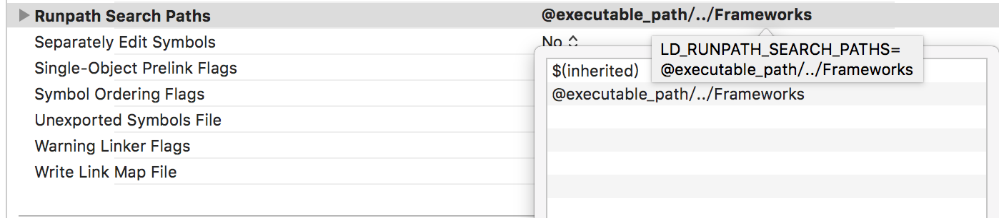 Runpath Search Paths @executable_path/../Frameworks
Separately Edit Symbols No
LD_RUNPATH_SEARCH_PATHS=
@executable_path/../Frameworks
Single-Object Prelink Flags $(inherited)
Symbol Ordering Flags @executable_path/../Frameworks
Unexported Symbols File
Warning Linker Flags
Write Link Map File